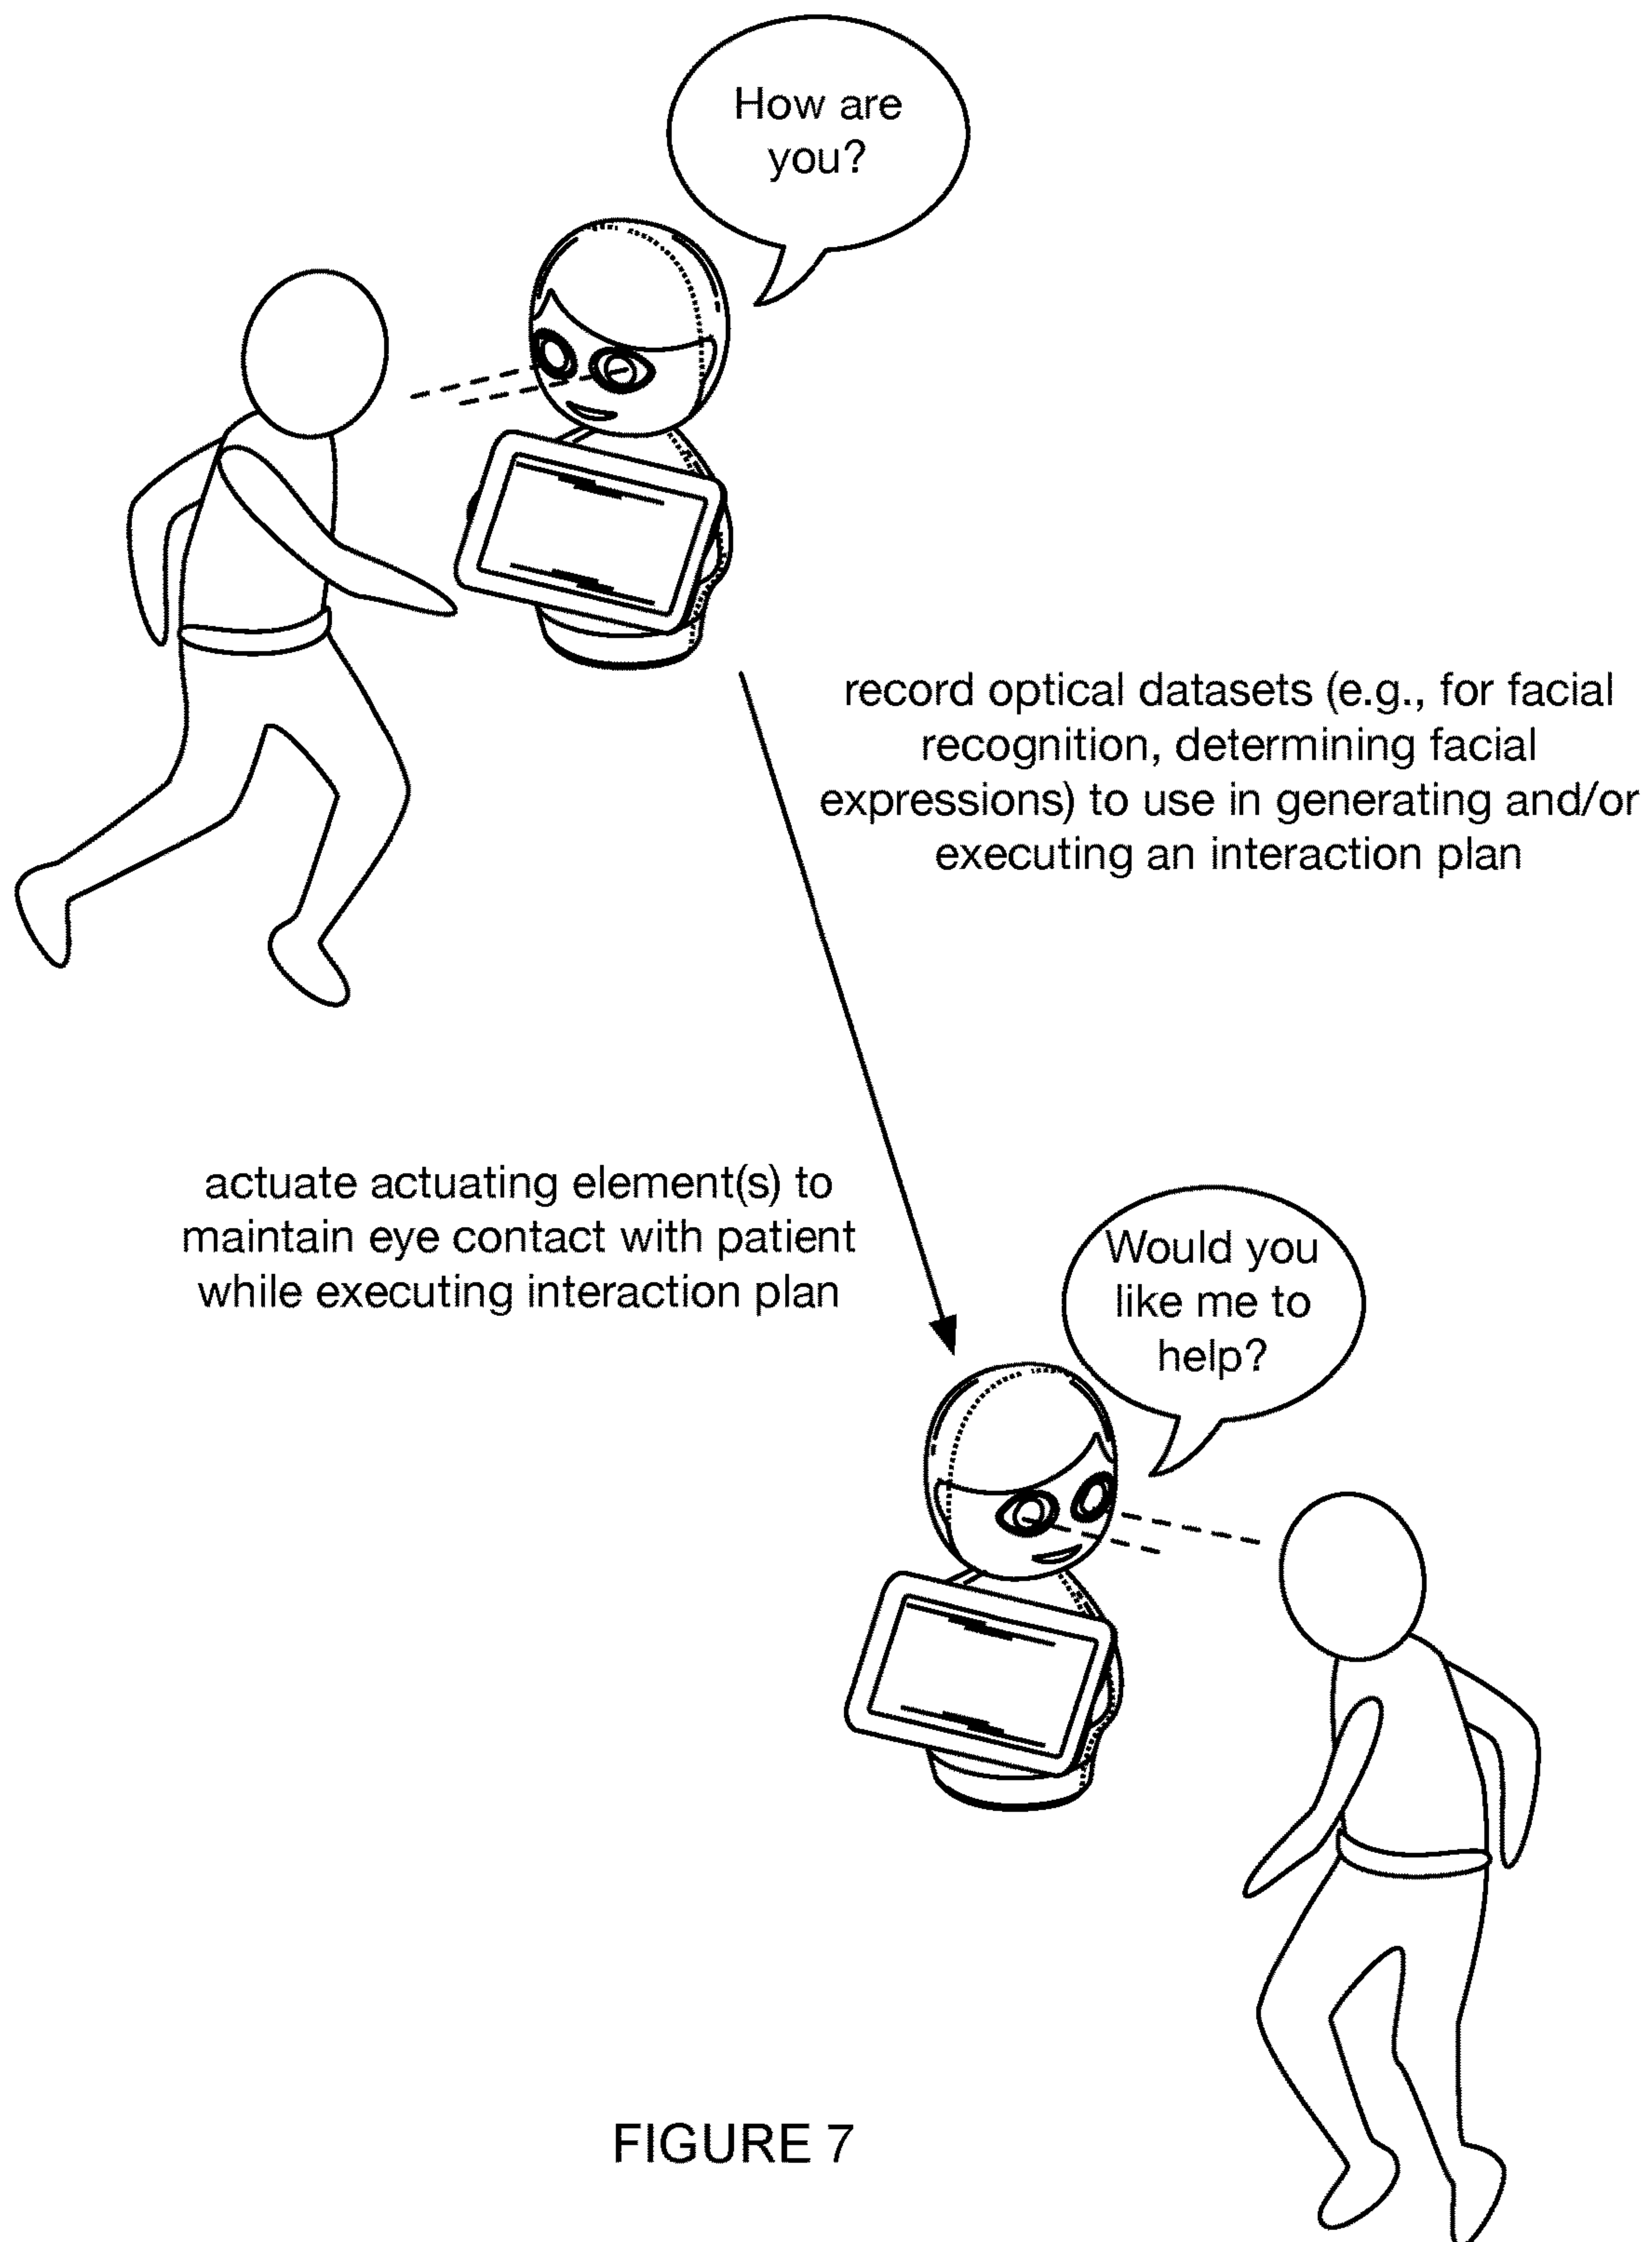 How are
you?
record optical datasets (e.g., for facial
recognition, determining facial
expressions) to use in generating and/or
executing an interaction plan
actuate actuating element(s) to
maintain eye contact with patient
while executing interaction plan
Would you
like me to
help?
FIGURE 7